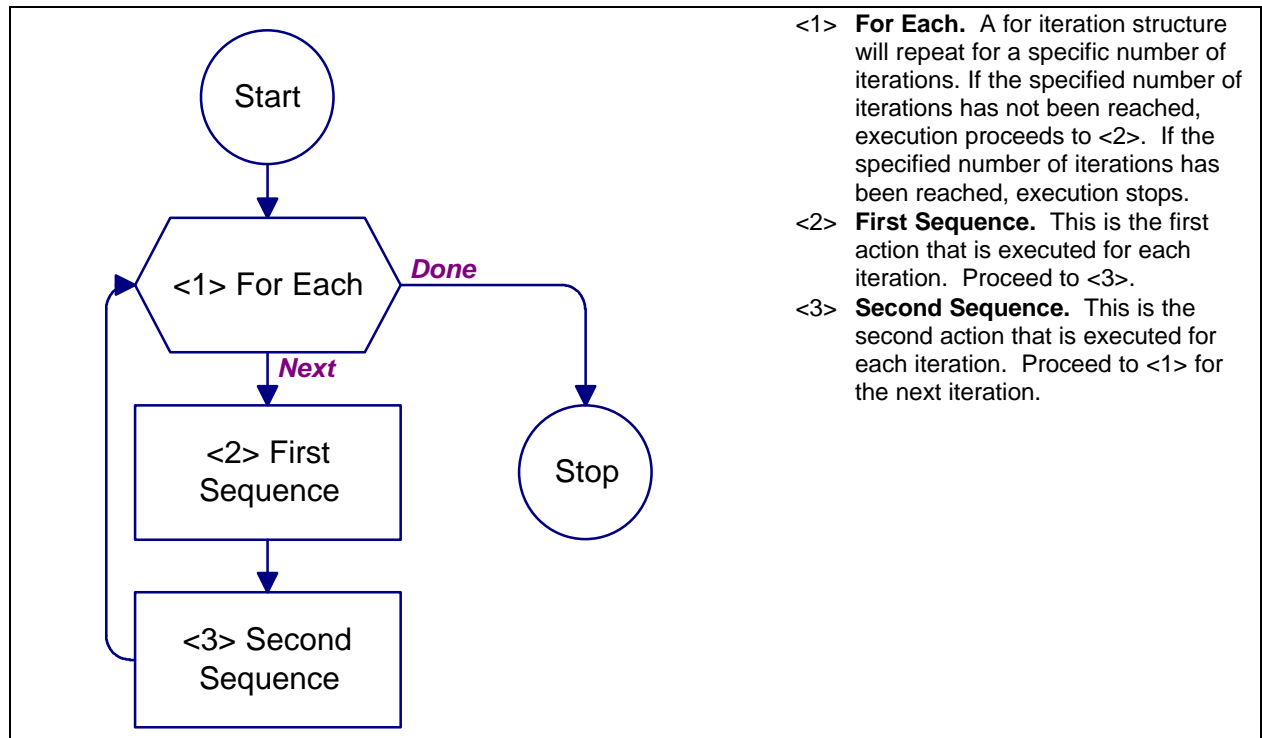 Start
<1> For Each
Done
Next
<2> First
Sequence
Stop
<3> Second
Sequence
<1> For Each. A for iteration structure
will repeat for a specific number of
iterations. If the specified number of
iterations has not been reached,
execution proceeds to <2>. If the
specified number of iterations has
been reached, execution stops.
<2> First Sequence. This is the first
action that is executed for each
iteration. Proceed to <3>.
<3> Second Sequence. This is the
second action that is executed for
each iteration. Proceed to <1> for
the next iteration.